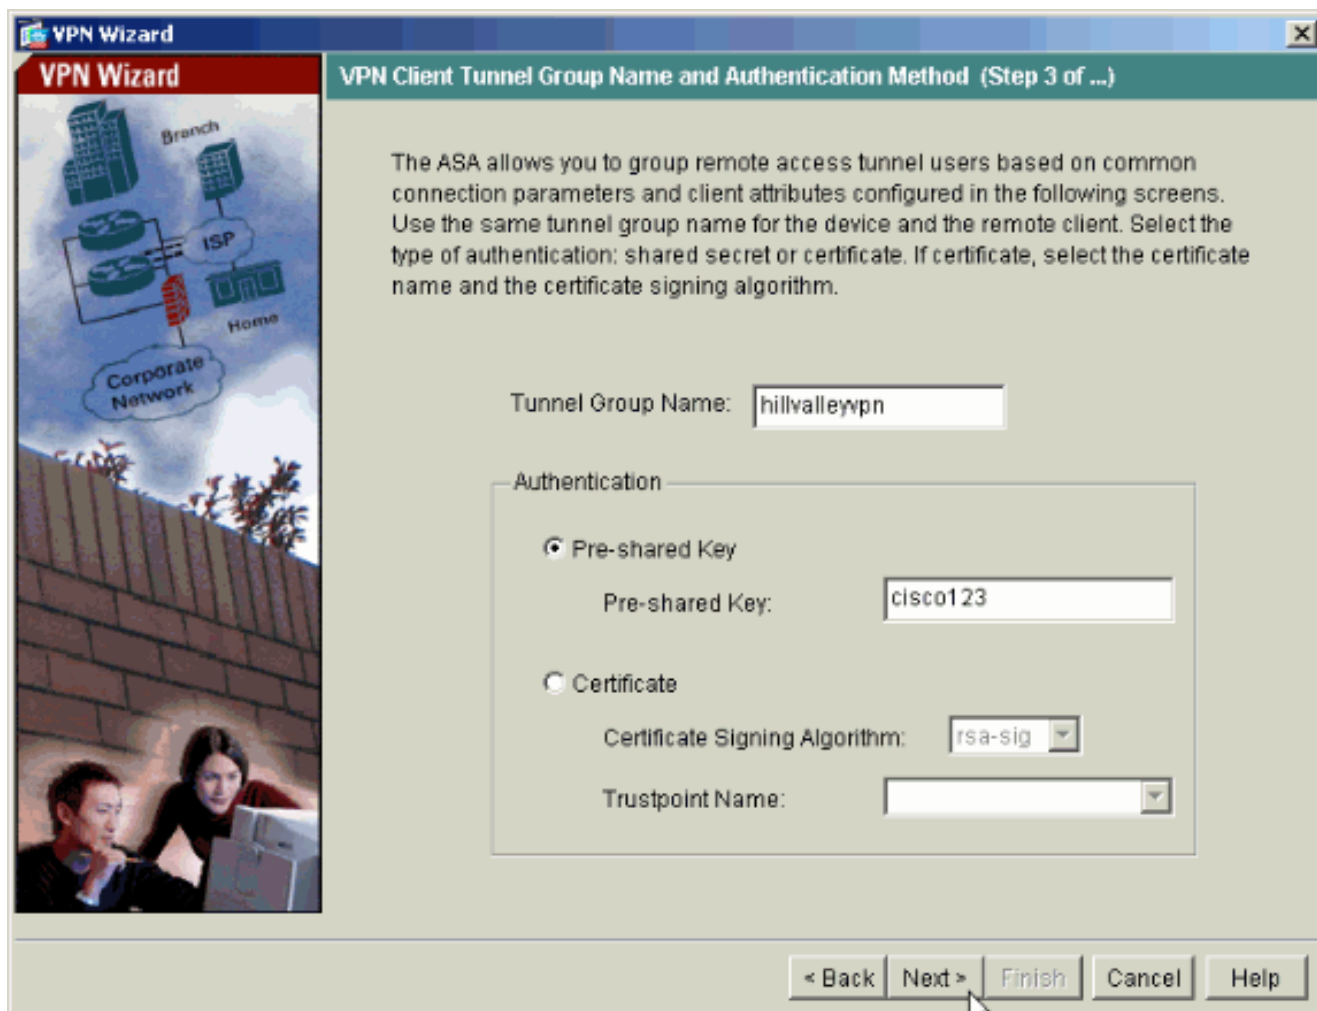 VPN Wizard
VPN Wizard
VPN Client Tunnel Group Name and Authentication Method (Step 3 of ...)
Branch
ISP
Home
Corporate
Network
The ASA allows you to group remote access tunnel users based on common
connection parameters and client attributes configured in the following screens.
Use the same tunnel group name for the device and the remote client. Select the
type of authentication: shared secret or certificate. If certificate, select the certificate
name and the certificate signing algorithm.
Tunnel Group Name: hillvalleyvpn
Authentication
Pre-shared Key
Pre-shared Key: cisco123
Certificate
Certificate Signing Algorithm: rsa-sig
Trustpoint Name:
< Back Next > Finish Cancel Help